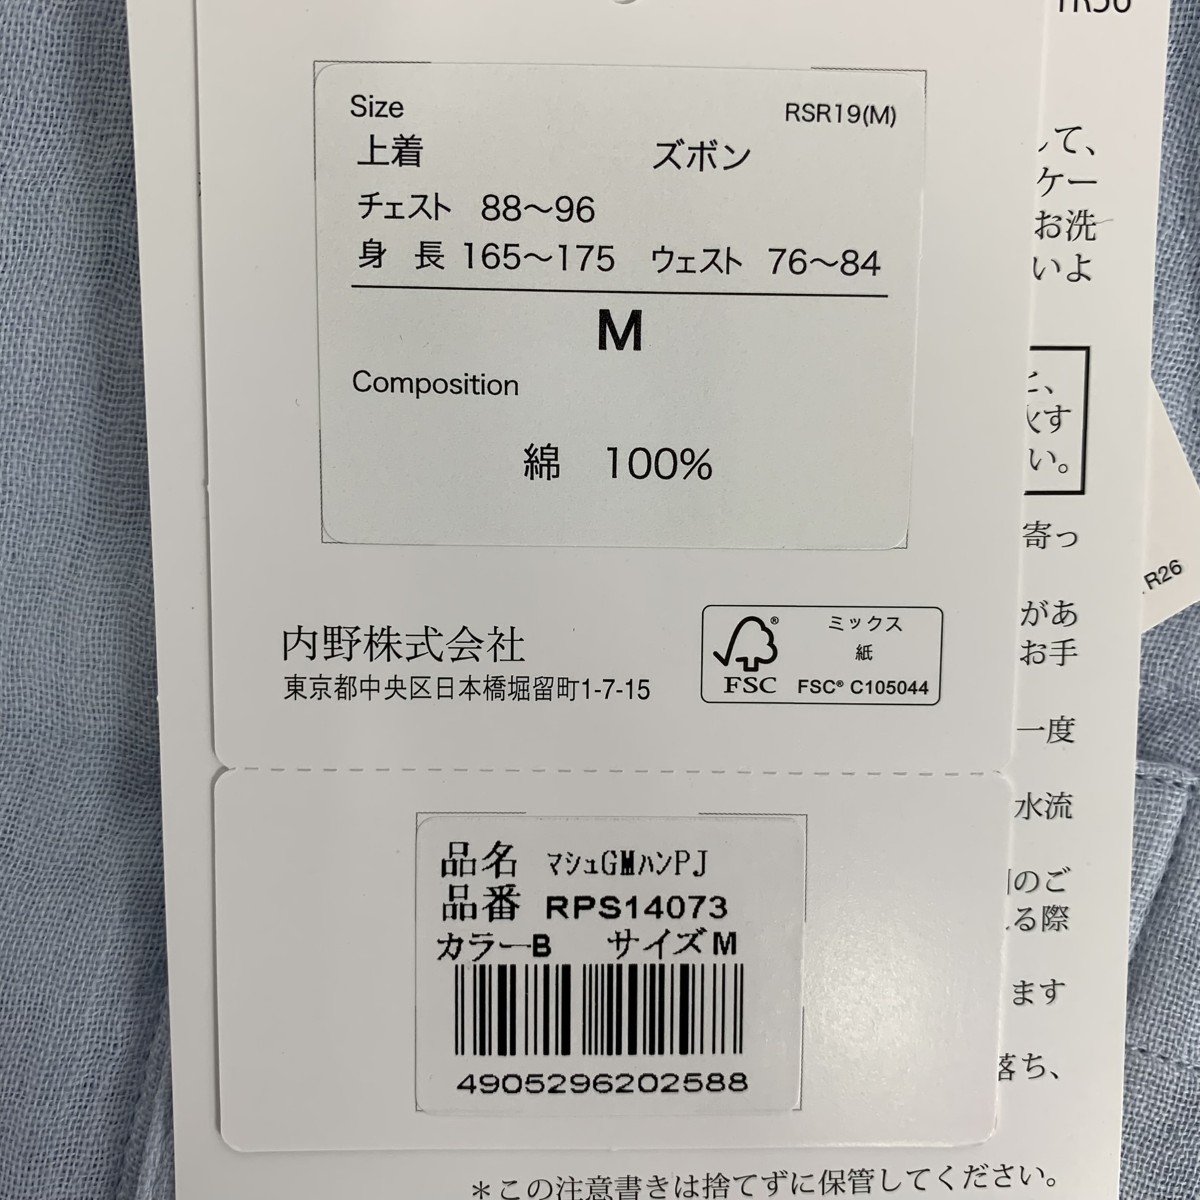 Size
RSR19(M)
上着 ズボン
チェスト 88～96
身長 165～175 ウェスト 76～84
M
Composition
綿 100%
内野株式会社
東京都中央区日本橋堀留町1-7-15
FSC®
ミックス
紙
FSC® C105044
品名 ﾏｼｭGMﾊﾝPJ
品番 RPS14073
カラーB サイズM
4905296202588
して、
ケー
お洗
いよ
と、
火す
い。
寄っ
があ
お手
一度
水流
のご
る際
ます
落ち、
R26
＊この注意書きは捨てずに保管してください。